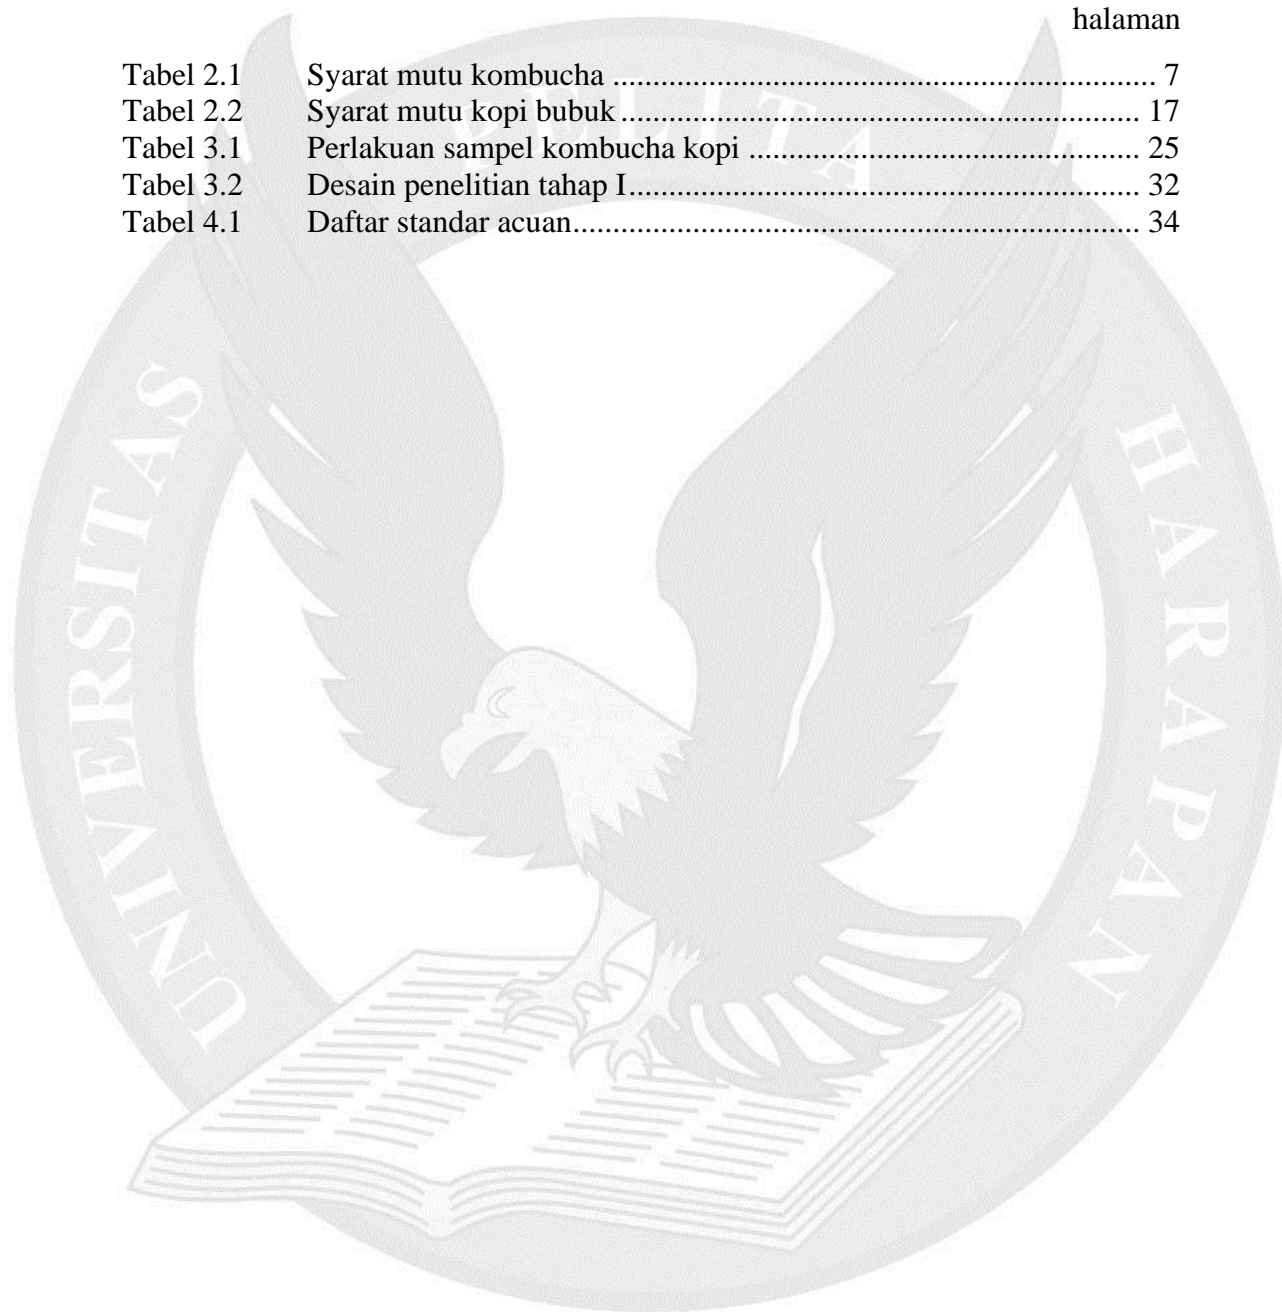 halaman
Tabel 2.1 Syarat mutu kombucha ..................................................................... 7
Tabel 2.2 Syarat mutu kopi bubuk .................................................................. 17
Tabel 3.1 Perlakuan sampel kombucha kopi .................................................. 25
Tabel 3.2 Desain penelitian tahap I................................................................. 32
Tabel 4.1 Daftar standar acuan........................................................................ 34
UNIVERSITAS PELITA HARAPAN